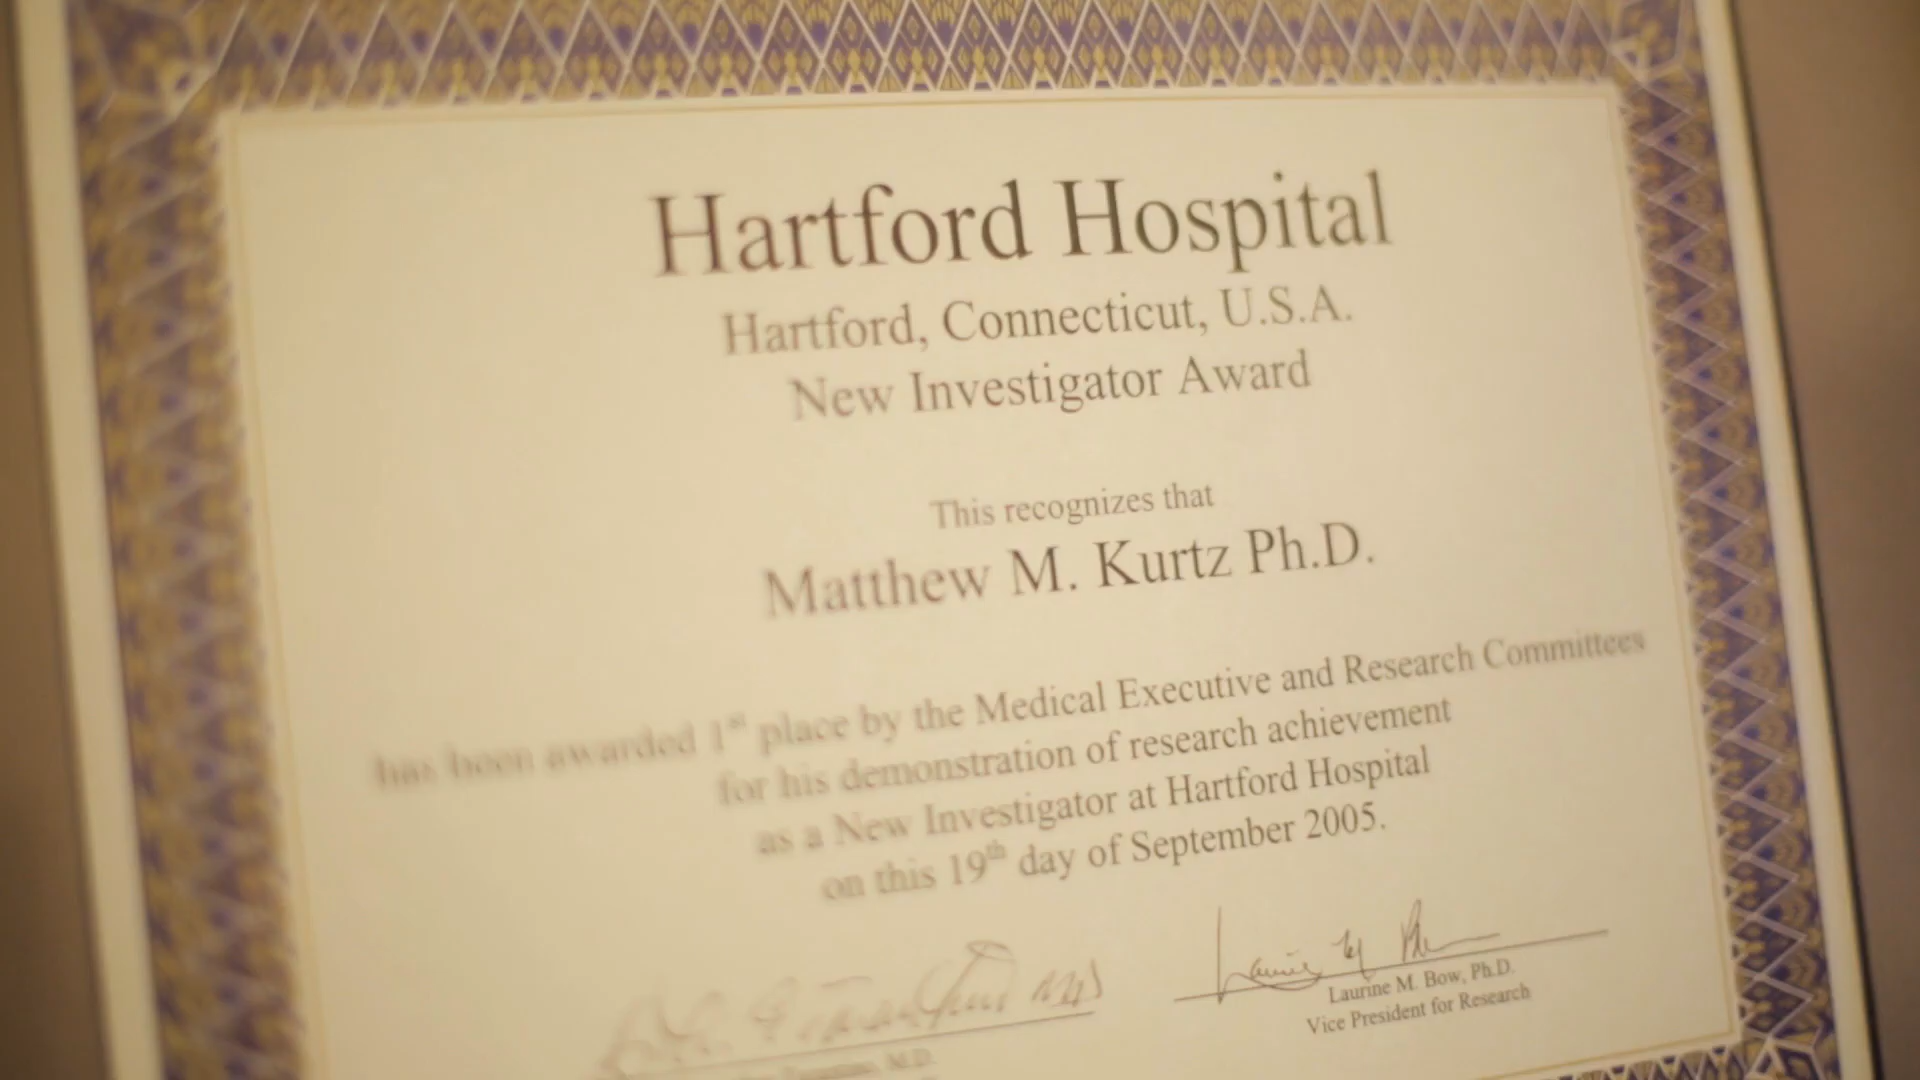 Hartford Hospital
Hartford, Connecticut, U.S.A.
New Investigator Award
This recognizes that
Matthew M. Kurtz Ph.D.
has been awarded 1st place by the Medical Executive and Research Committees
for his demonstration of research achievement
as a New Investigator at Hartford Hospital
on this 19th day of September 2005.
Laurine M. Bow, Ph.D.
Vice President for Research
M.D.